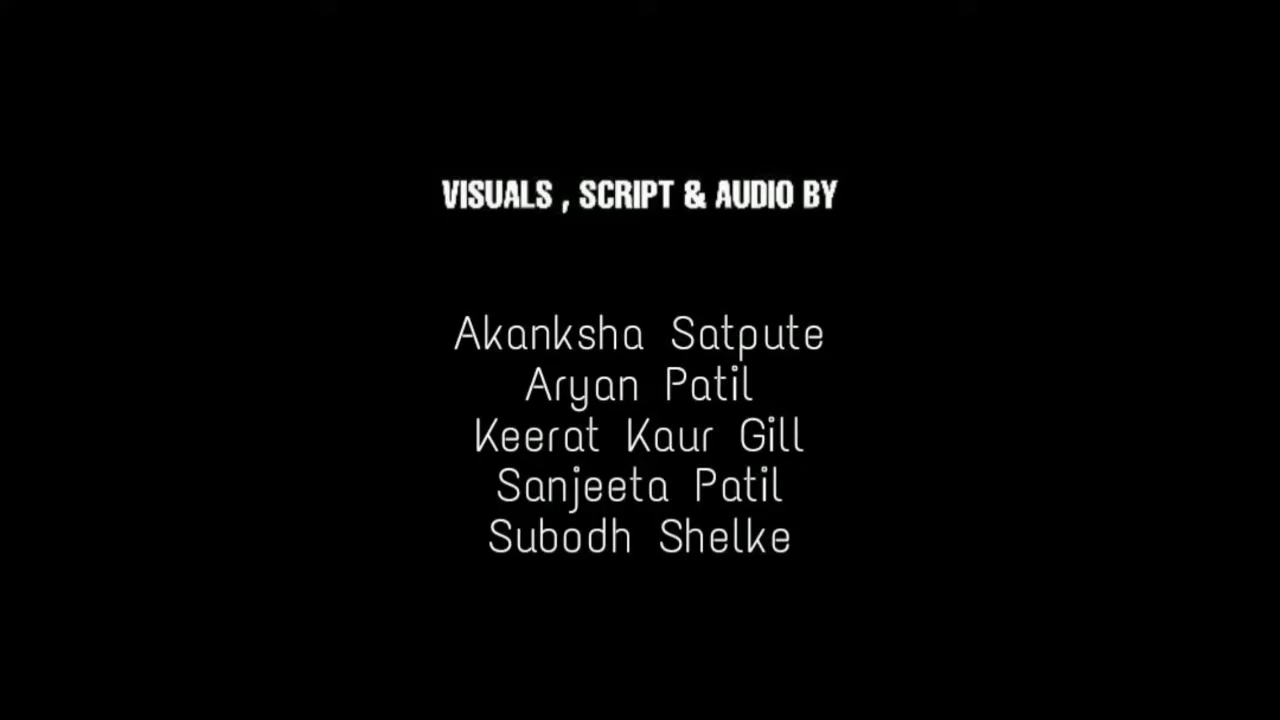 VISUALS , SCRIPT & AUDIO BY
Akanksha Satpute
Aryan Patil
Keerat Kaur Gill
Sanjeeta Patil
Subodh Shelke